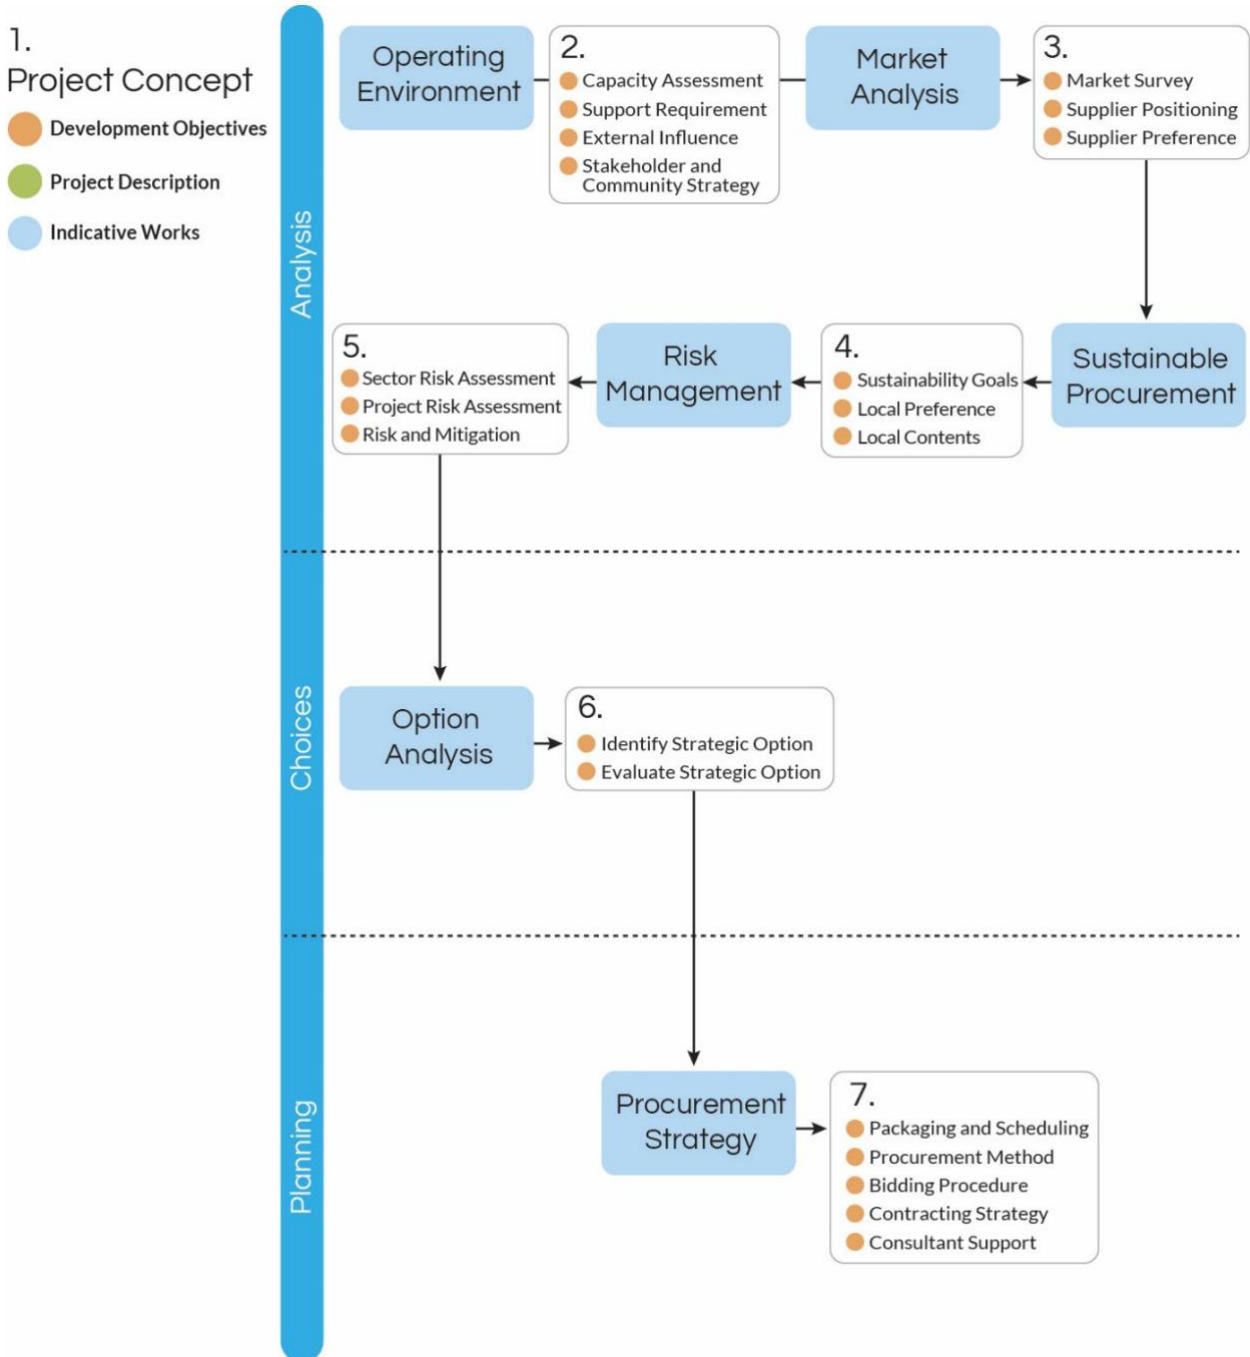 1.
Project Concept
Development Objectives
Project Description
Indicative Works
Analysis
Operating
Environment
2.
Capacity Assessment
Support Requirement
External Influence
Stakeholder and
Community Strategy
Market
Analysis
3.
Market Survey
Supplier Positioning
Supplier Preference
Sustainable
Procurement
4.
Sustainability Goals
Local Preference
Local Contents
Risk
Management
5.
Sector Risk Assessment
Project Risk Assessment
Risk and Mitigation
Choices
Option
Analysis
6.
Identify Strategic Option
Evaluate Strategic Option
Planning
Procurement
Strategy
7.
Packaging and Scheduling
Procurement Method
Bidding Procedure
Contracting Strategy
Consultant Support